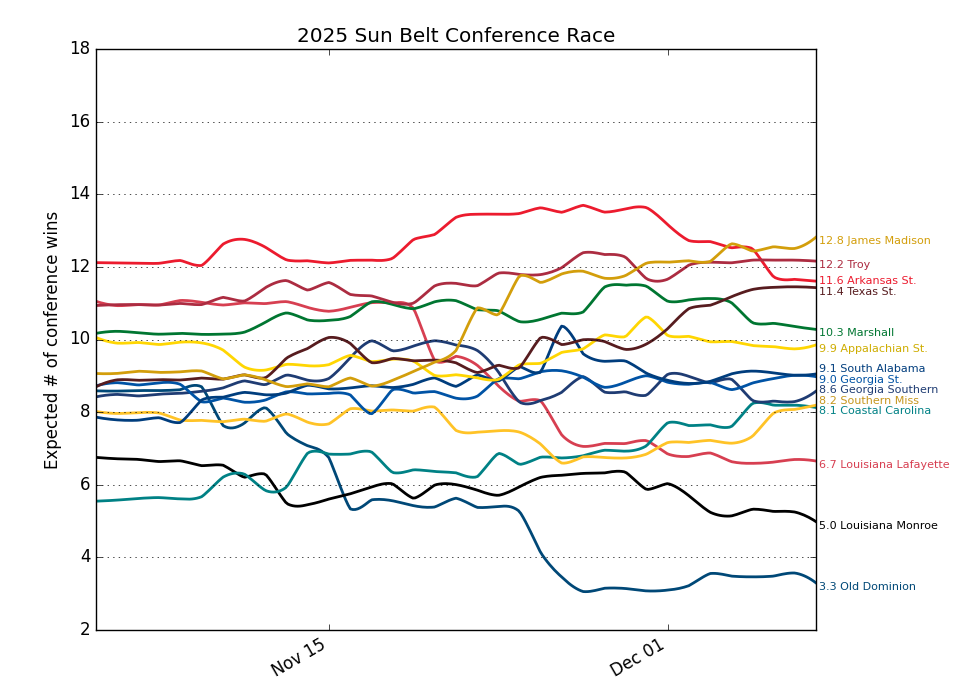 2025 Sun Belt Conference Race
Expected # of conference wins
18
16
14
12
10
8
6
4
2
Nov 15
Dec 01
12.8 James Madison
12.2 Troy
11.6 Arkansas St.
11.4 Texas St.
10.3 Marshall
9.9 Appalachian St.
9.1 South Alabama
9.0 Georgia St.
8.6 Georgia Southern
8.2 Southern Miss
8.1 Coastal Carolina
6.7 Louisiana Lafayette
5.0 Louisiana Monroe
3.3 Old Dominion